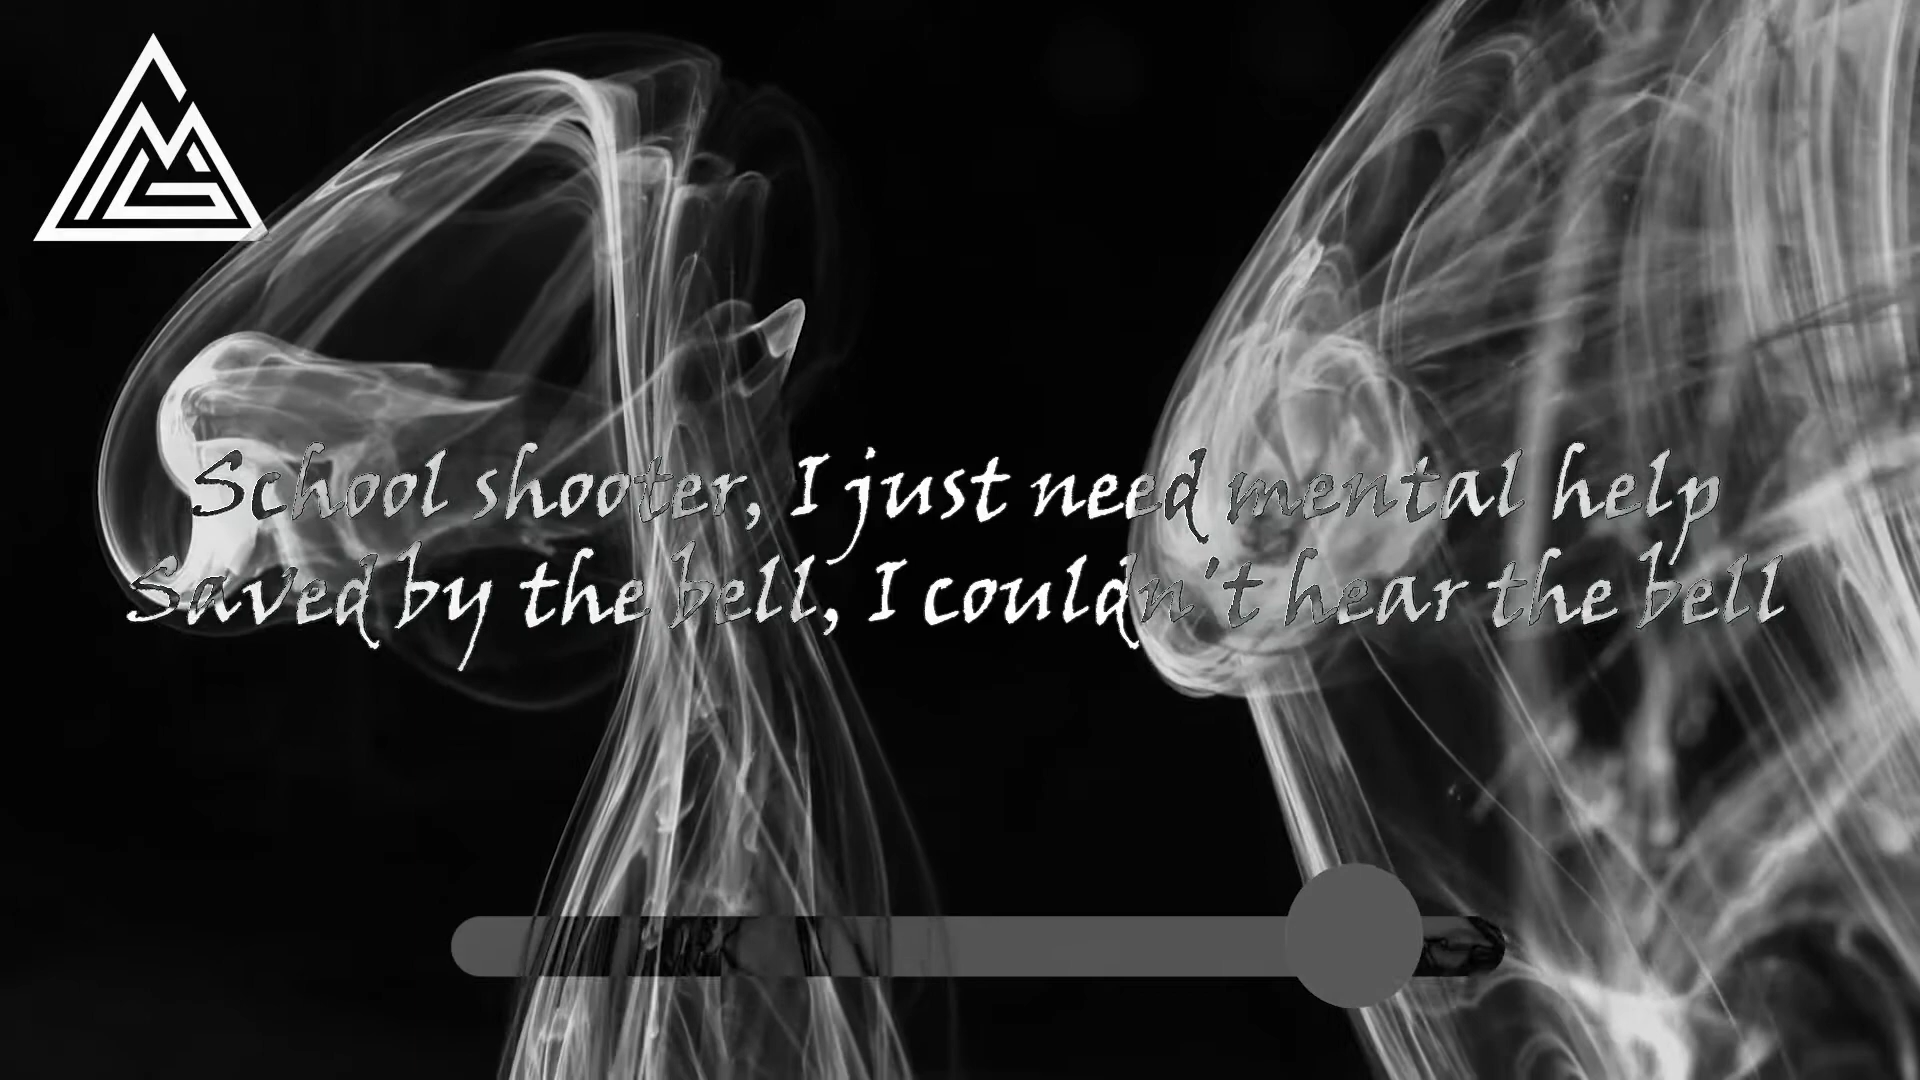 School shooter, I just need mental help
Saved by the bell, I couldn't hear the bell